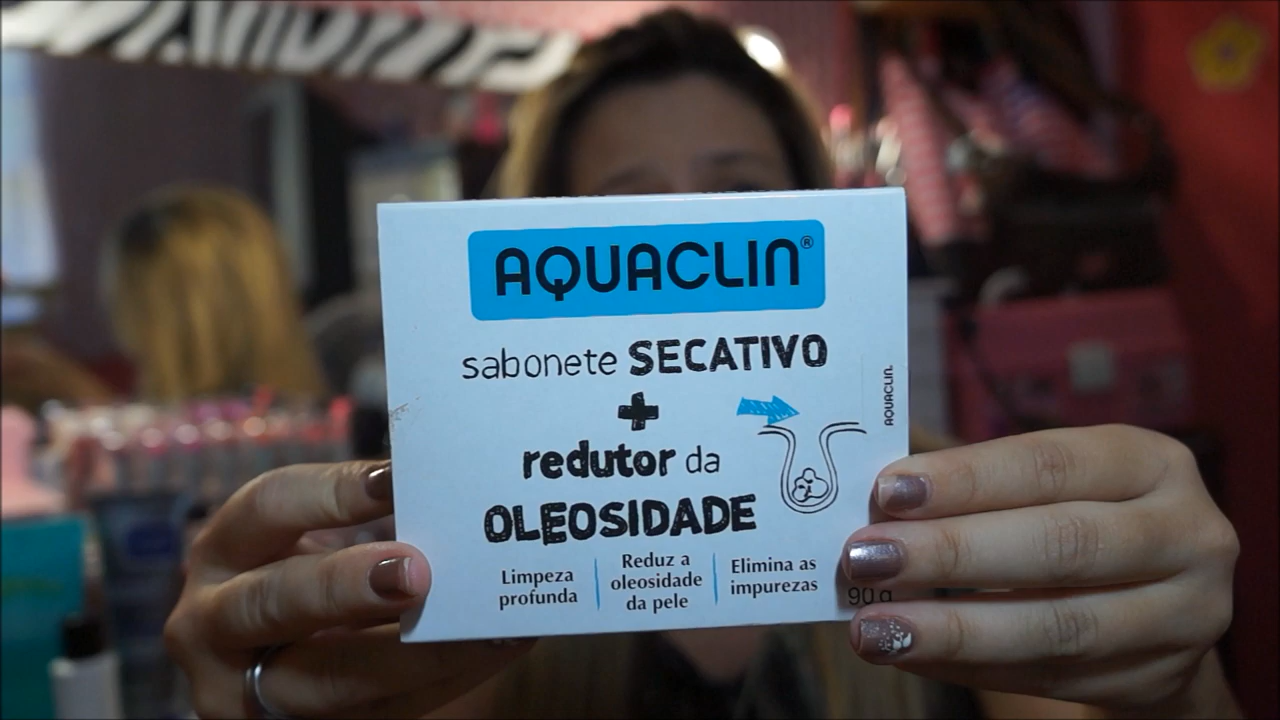 AQUACLIN®
sabonete SECATIVO
+
redutor da
OLEOSIDADE
Limpeza
profunda
Reduz a
oleosidade
da pele
Elimina as
impurezas
90 g
AQUACLIN.